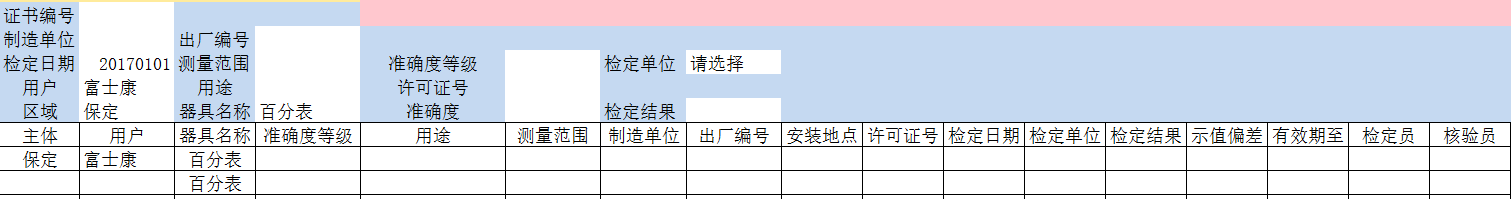 证书编号
制造单位 出厂编号
检定日期 20170101 测量范围 准确度等级 检定单位 请选择
用户 富士康 用途 许可证号
区域 保定 器具名称 百分表 准确度 检定结果
主体 用户 器具名称 准确度等级 用途 测量范围 制造单位 出厂编号 安装地点 许可证号 检定日期 检定单位 检定结果 示值偏差 有效期至 检定员 核验员
保定 富士康 百分表
百分表